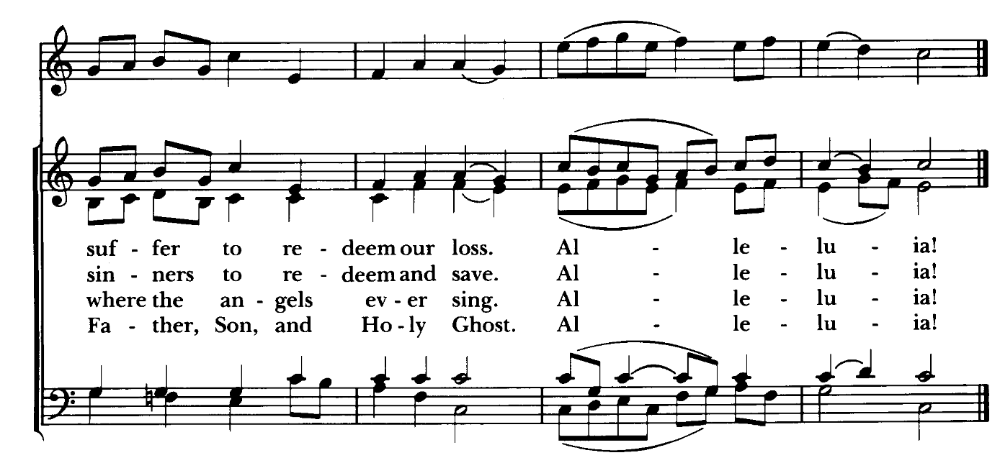 suf - fer to re - deem our loss. Al - le - lu - ia!
sin - ners to re - deem and save. Al - le - lu - ia!
where the an - gels ev - er sing. Al - le - lu - ia!
Fa - ther, Son, and Ho - ly Ghost. Al - le - lu - ia!